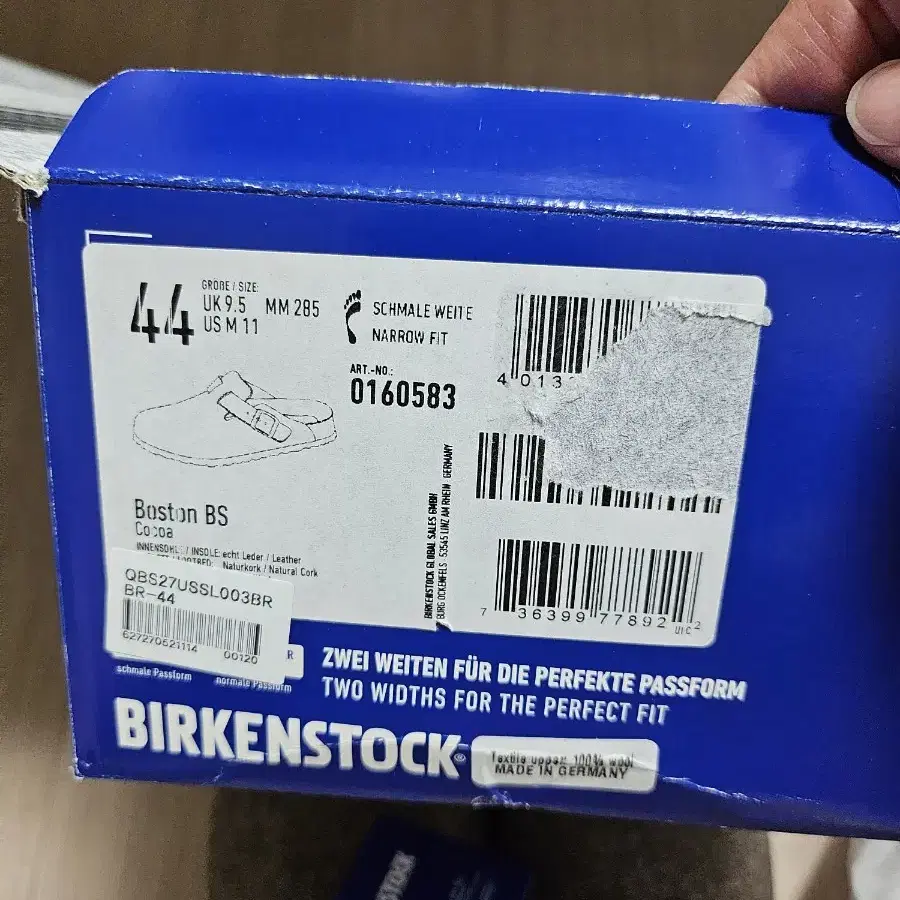 44
GRÖßE / SIZE:
UK 9.5 MM 285
US M 11
SCHMALE WEITE
NARROW FIT
ART.-NO.:
0160583
4 013
Boston BS
Cocoa
INNENSOHLE / INSOLE: echt Leder / Leather
Naturkork / Natural Cork
BIRKENSTOCK GLOBAL SALES GMBH
BURG OCKENFELS · 53545 LINZ AM RHEIN · GERMANY
7 36399 77892 2
UPC
QBS27USSL003BR
BR-44
627270621114 00120
R
schmale Passform normale Passform
ZWEI WEITEN FÜR DIE PERFEKTE PASSFORM
TWO WIDTHS FOR THE PERFECT FIT
BIRKENSTOCK®
Textile upper: 100% wool
MADE IN GERMANY